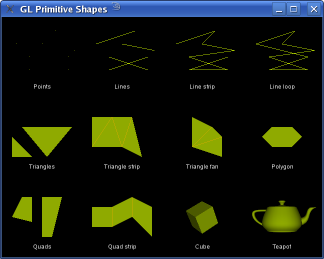 GL Primitive Shapes
Points
Lines
Line strip
Line loop
Triangles
Triangle strip
Triangle fan
Polygon
Quads
Quad strip
Cube
Teapot